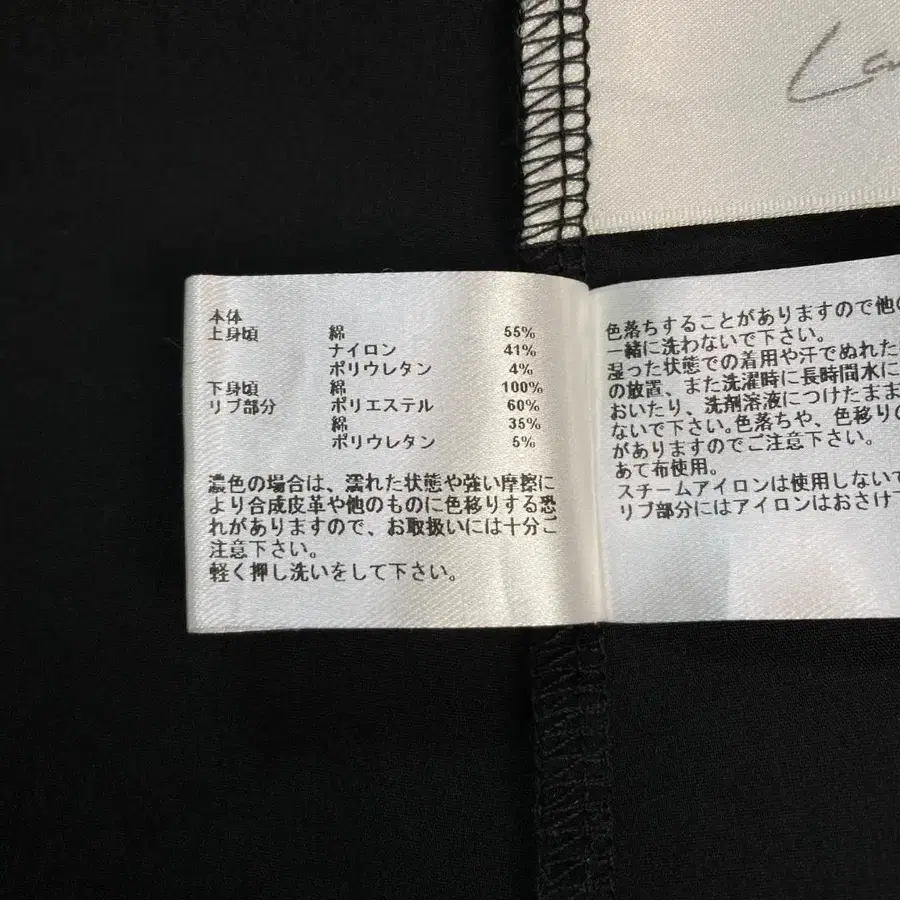 本体
上身頃 綿 55%
ナイロン 41%
ポリウレタン 4%
下身頃 綿 100%
リブ部分 ポリエステル 60%
綿 35%
ポリウレタン 5%
濃色の場合は、濡れた状態や強い摩擦に
より合成皮革や他のものに色移りする恐
れがありますので、お取扱いには十分ご
注意下さい。
軽く押し洗いをして下さい。
色落ちすることがありますので他の
一緒に洗わないで下さい。
湿った状態での着用や汗でぬれた
の放置、また洗濯時に長時間水に
おいたり、洗剤溶液につけたまま
ないで下さい。色落ちや、色移りの
がありますのでご注意下さい。
あて布使用。
スチームアイロンは使用しないで
リブ部分にはアイロンはおさけ下